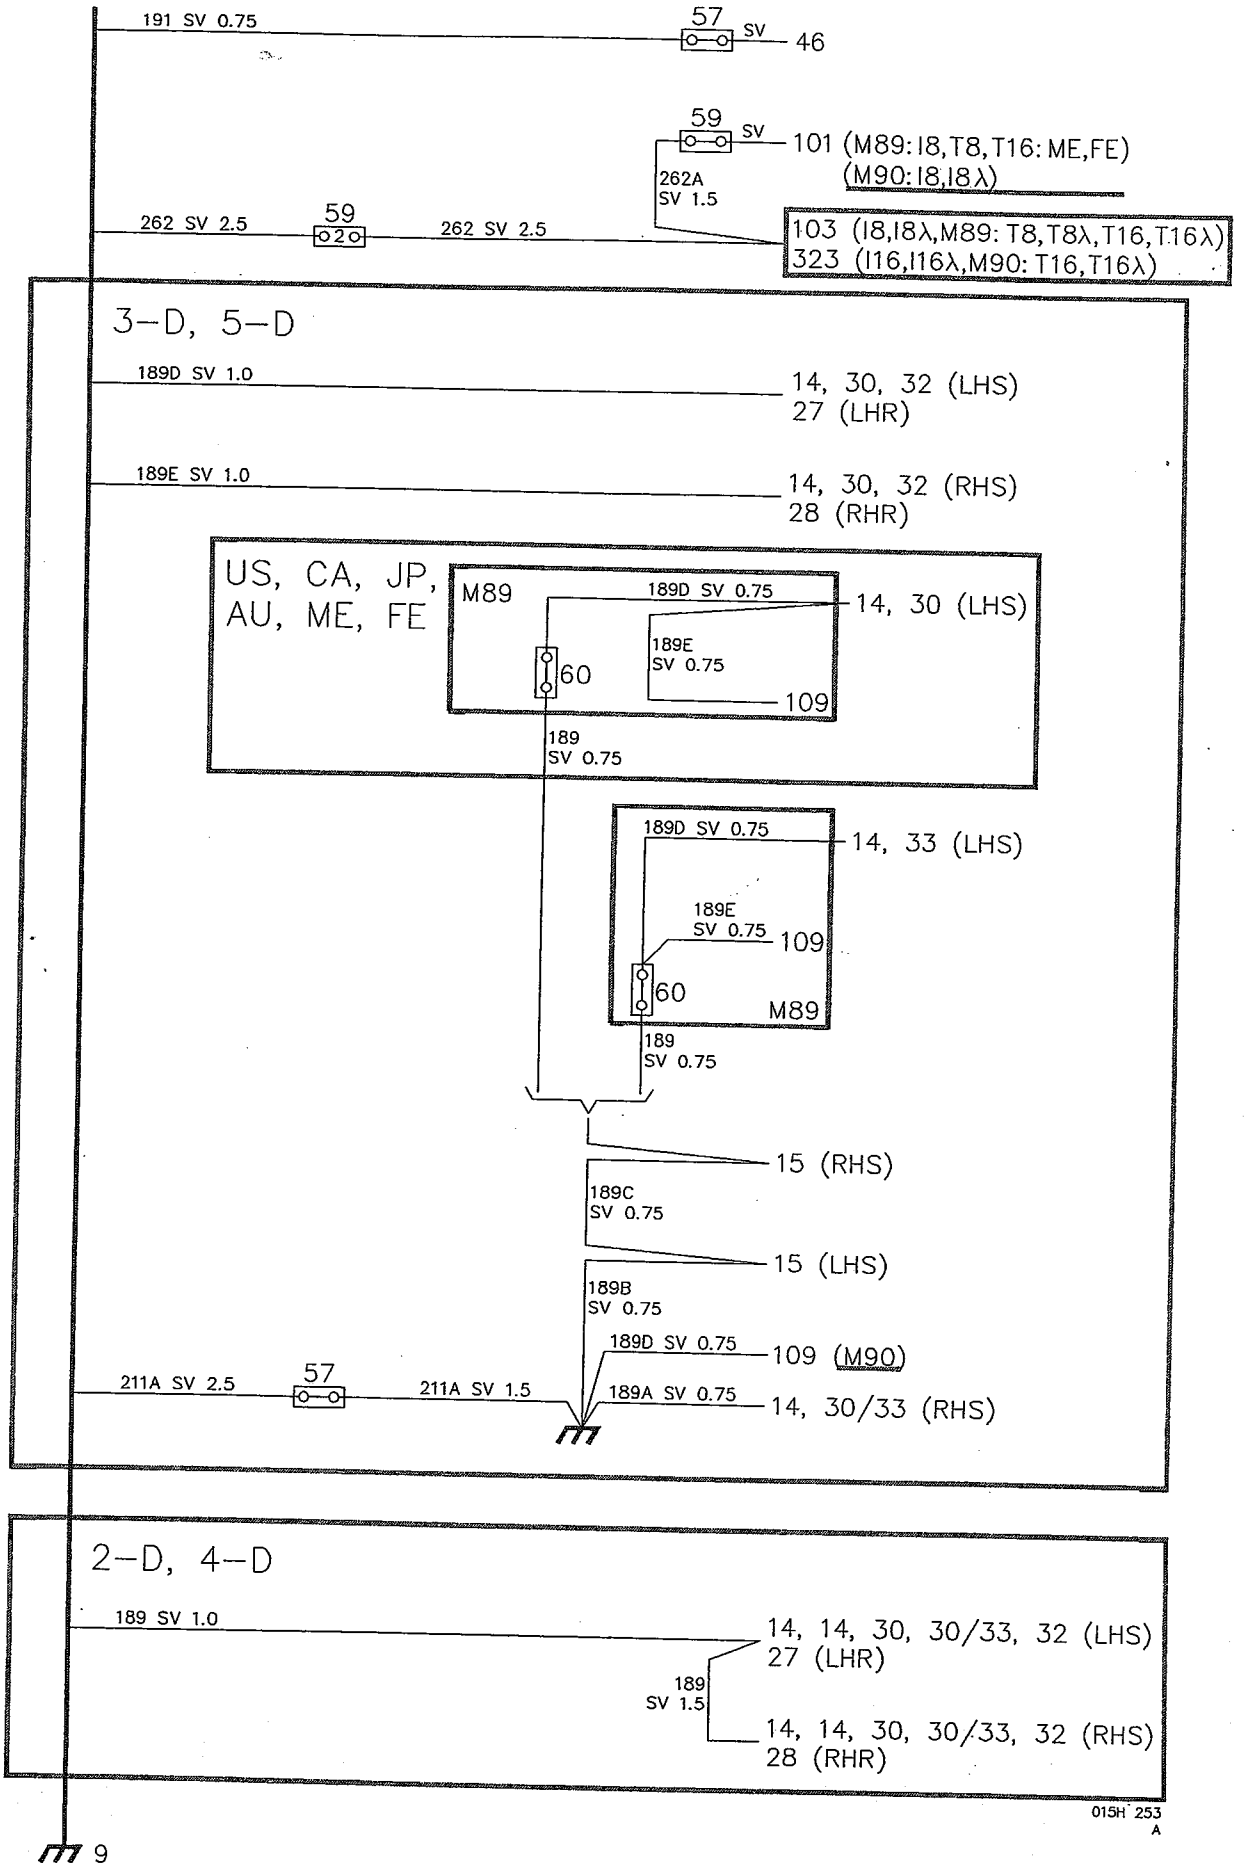 191 SV 0.75
57
SV
46
59
SV
101 (M89: I8, T8, T16: ME, FE)
(M90: I8, I8λ)
262A
SV 1.5
262 SV 2.5
59
2
262 SV 2.5
103 (I8, I8λ, M89: T8, T8λ, T16, T16λ)
323 (I16, I16λ, M90: T16, T16λ)
3-D, 5-D
189D SV 1.0
14, 30, 32 (LHS)
27 (LHR)
189E SV 1.0
14, 30, 32 (RHS)
28 (RHR)
US, CA, JP,
AU, ME, FE
M89
189D SV 0.75
14, 30 (LHS)
189E
SV 0.75
60
109
189
SV 0.75
189D SV 0.75
14, 33 (LHS)
189E
SV 0.75
109
60
M89
189
SV 0.75
15 (RHS)
189C
SV 0.75
15 (LHS)
189B
SV 0.75
189D SV 0.75
109 (M90)
211A SV 2.5
57
211A SV 1.5
189A SV 0.75
14, 30/33 (RHS)
2-D, 4-D
189 SV 1.0
14, 14, 30, 30/33, 32 (LHS)
27 (LHR)
189
SV 1.5
14, 14, 30, 30/33, 32 (RHS)
28 (RHR)
015H 253
A
9